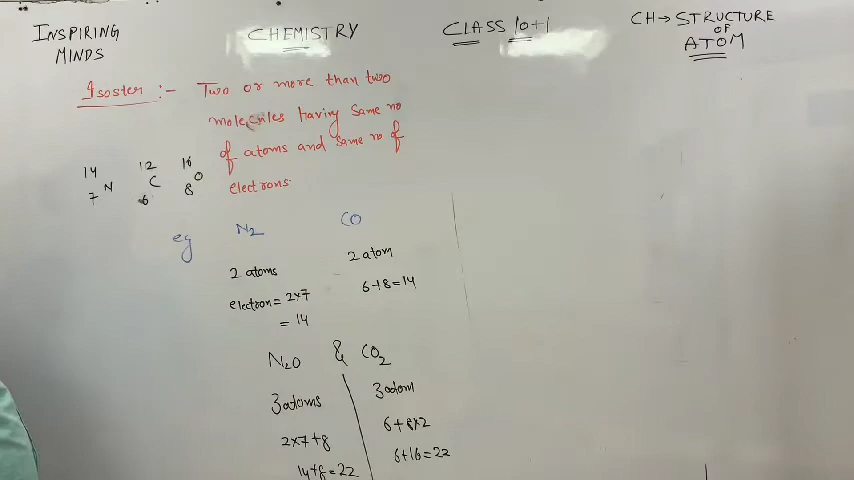 INSPIRING MINDS
CHEMISTRY
CLASS 10+1
CH→ STRUCTURE
OF
ATOM
Isoster :- Two or more than two
molecules having same no
of atoms and same no of
electrons.
14 7 N 12 6 C 16 8 O
eg N2 CO
2 atoms 2 atom
electron = 2×7 6+8=14
= 14
N2O & CO2
3 atoms 3 atom
2×7+8 6+8×2
14+8=22 6+16=22